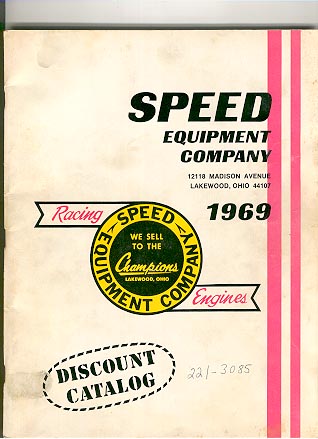 SPEED
EQUIPMENT
COMPANY
12118 MADISON AVENUE
LAKEWOOD, OHIO 44107
1969
Racing
SPEED
EQUIPMENT COMPANY
WE SELL
TO THE
Champions
LAKEWOOD, OHIO
Engines
DISCOUNT
CATALOG
221-3085